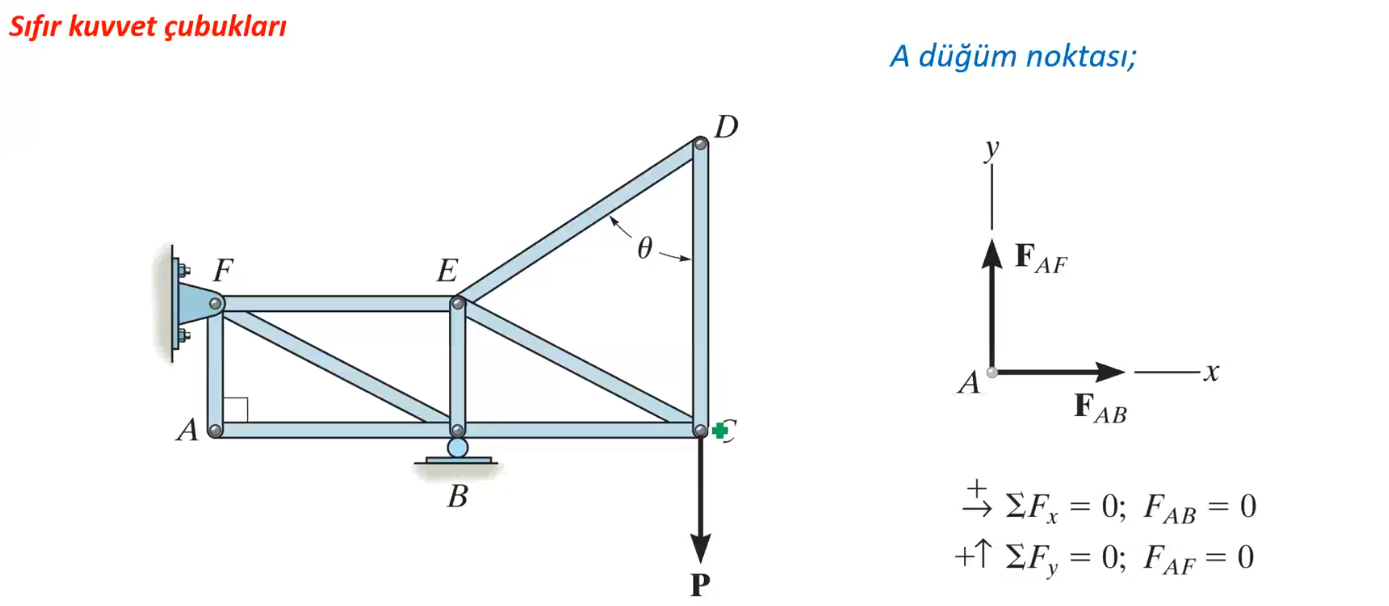 Sıfır kuvvet çubukları
A düğüm noktası;
D
y
θ
F_AF
F
E
A
x
F_AB
A
B
+→ ΣF_x = 0; F_AB = 0
+↑ ΣF_y = 0; F_AF = 0
P